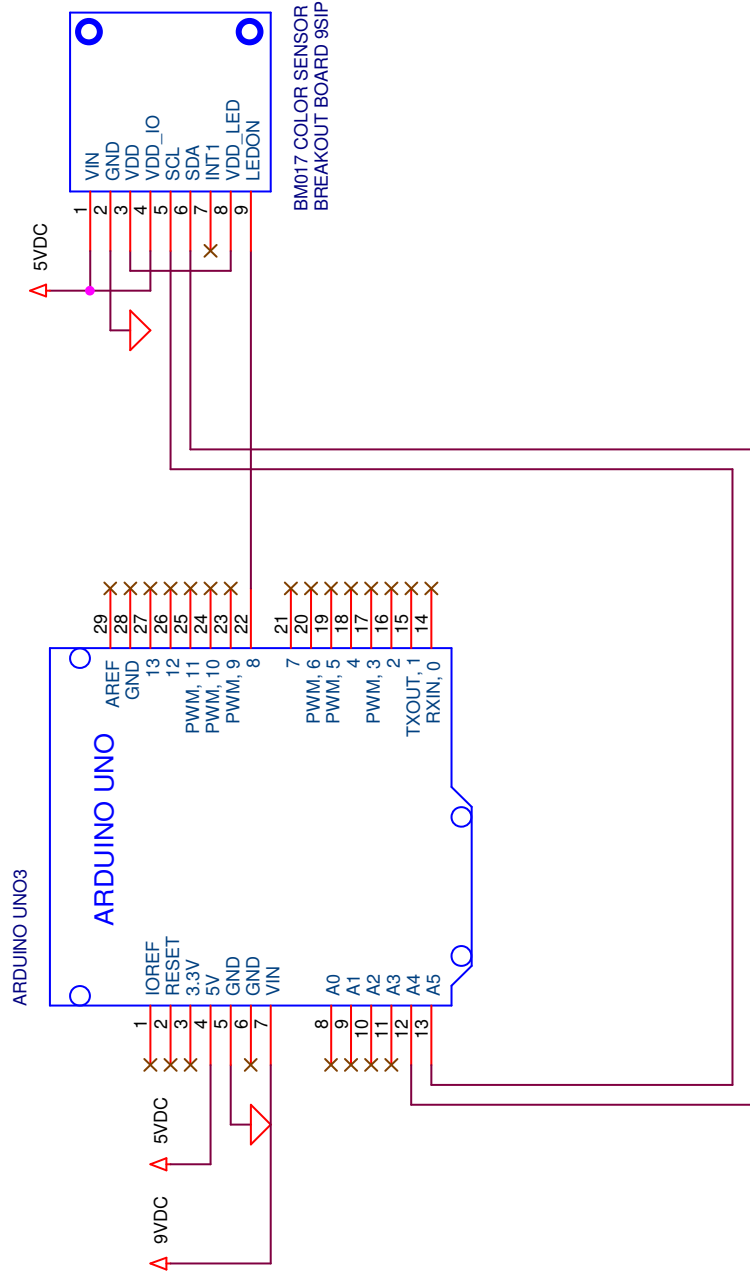 5VDC
1 VIN
2 GND
3 VDD
4 VDD_IO
5 SCL
6 SDA
7 INT1
8 VDD_LED
9 LEDON
BM017 COLOR SENSOR
BREAKOUT BOARD 9SIP
ARDUINO UNO3
ARDUINO UNO
29 AREF
28 GND
27 13
26 12
25 PWM, 11
24 PWM, 10
23 PWM, 9
22 8
21 7
20 PWM, 6
19 PWM, 5
18 4
17 PWM, 3
16 2
15 TXOUT, 1
14 RXIN, 0
1 IOREF
2 RESET
3 3.3V
4 5V
5 GND
6 GND
7 VIN
8 A0
9 A1
10 A2
11 A3
12 A4
13 A5
5VDC
9VDC